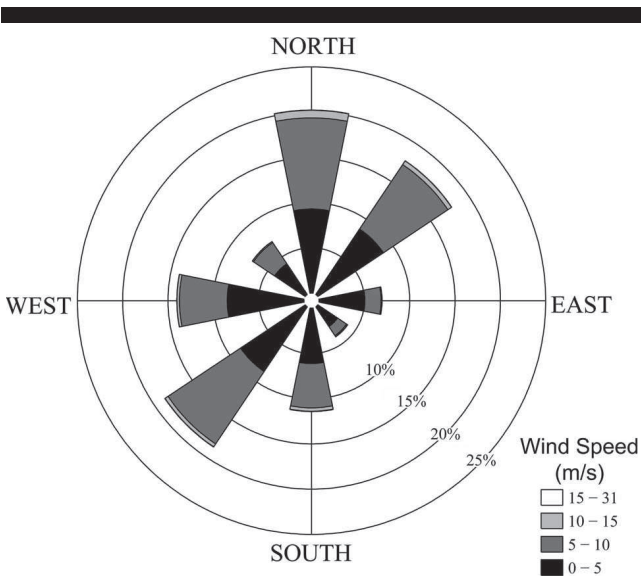 NORTH
WEST
EAST
10%
15%
20%
25%
Wind Speed
(m/s)
15 – 31
10 – 15
5 – 10
0 – 5
SOUTH